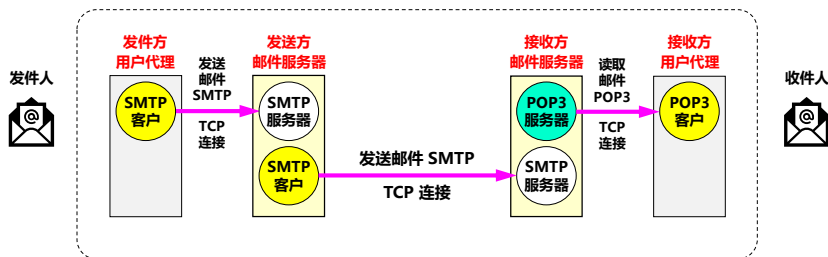 发件人
发件方
用户代理
SMTP
客户
发送
邮件
SMTP
TCP
连接
发送方
邮件服务器
SMTP
服务器
SMTP
客户
发送邮件 SMTP
TCP 连接
接收方
邮件服务器
POP3
服务器
SMTP
服务器
读取
邮件
POP3
TCP
连接
接收方
用户代理
POP3
客户
收件人